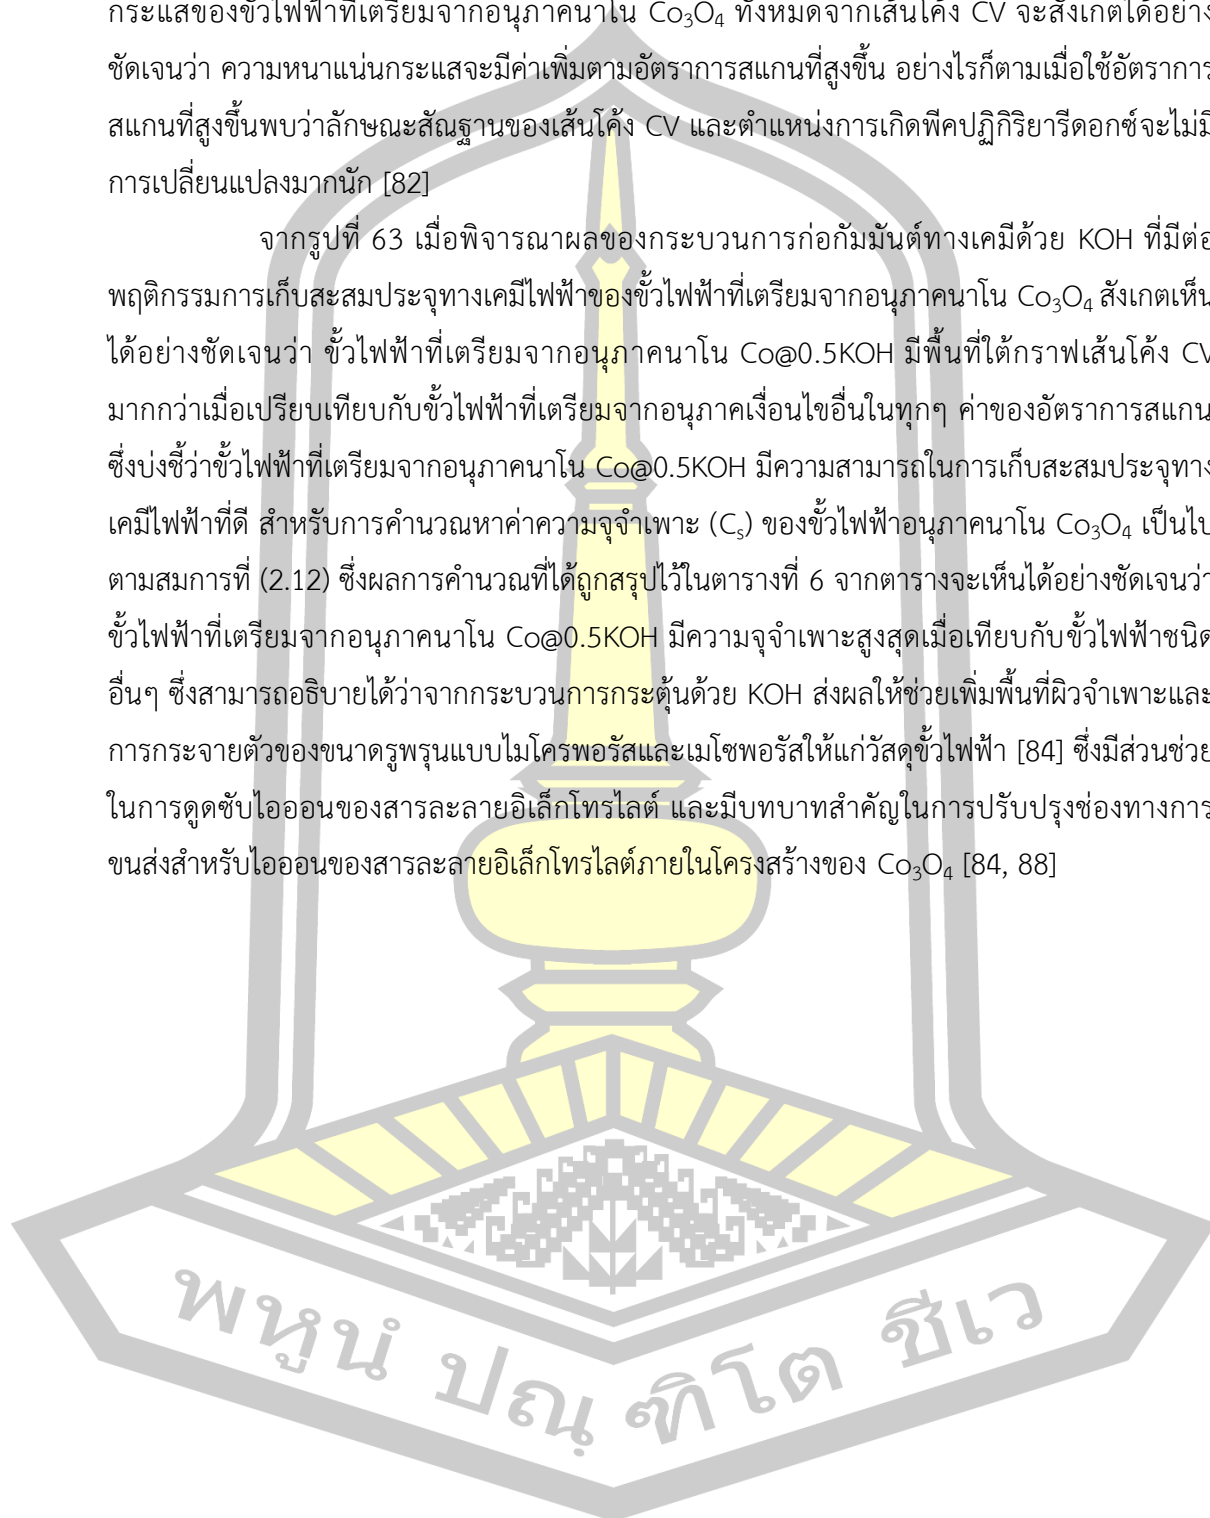 กระแสของขั้วไฟฟ้าที่เตรียมจากอนุภาคนาโน Co₃O₄ ทั้งหมดจากเส้นโค้ง CV จะสังเกตได้อย่าง
ชัดเจนว่า ความหนาแน่นกระแสจะมีค่าเพิ่มตามอัตราการสแกนที่สูงขึ้น อย่างไรก็ตามเมื่อใช้อัตราการ
สแกนที่สูงขึ้นพบว่าลักษณะสัณฐานของเส้นโค้ง CV และตำแหน่งการเกิดพีคปฏิกิริยารีดอกซ์จะไม่มี
การเปลี่ยนแปลงมากนัก [82]
จากรูปที่ 63 เมื่อพิจารณาผลของกระบวนการก่อกัมมันต์ทางเคมีด้วย KOH ที่มีต่อ
พฤติกรรมการเก็บสะสมประจุทางเคมีไฟฟ้าของขั้วไฟฟ้าที่เตรียมจากอนุภาคนาโน Co₃O₄ สังเกตเห็น
ได้อย่างชัดเจนว่า ขั้วไฟฟ้าที่เตรียมจากอนุภาคนาโน Co@0.5KOH มีพื้นที่ใต้กราฟเส้นโค้ง CV
มากกว่าเมื่อเปรียบเทียบกับขั้วไฟฟ้าที่เตรียมจากอนุภาคเงื่อนไขอื่นในทุกๆ ค่าของอัตราการสแกน
ซึ่งบ่งชี้ว่าขั้วไฟฟ้าที่เตรียมจากอนุภาคนาโน Co@0.5KOH มีความสามารถในการเก็บสะสมประจุทาง
เคมีไฟฟ้าที่ดี สำหรับการคำนวณหาค่าความจุจำเพาะ (Cₛ) ของขั้วไฟฟ้าอนุภาคนาโน Co₃O₄ เป็นไป
ตามสมการที่ (2.12) ซึ่งผลการคำนวณที่ได้ถูกสรุปไว้ในตารางที่ 6 จากตารางจะเห็นได้อย่างชัดเจนว่า
ขั้วไฟฟ้าที่เตรียมจากอนุภาคนาโน Co@0.5KOH มีความจุจำเพาะสูงสุดเมื่อเทียบกับขั้วไฟฟ้าชนิด
อื่นๆ ซึ่งสามารถอธิบายได้ว่าจากกระบวนการกระตุ้นด้วย KOH ส่งผลให้ช่วยเพิ่มพื้นที่ผิวจำเพาะและ
การกระจายตัวของขนาดรูพรุนแบบไมโครพอรัสและเมโซพอรัสให้แก่วัสดุขั้วไฟฟ้า [84] ซึ่งมีส่วนช่วย
ในการดูดซับไอออนของสารละลายอิเล็กโทรไลต์ และมีบทบาทสำคัญในการปรับปรุงช่องทางการ
ขนส่งสำหรับไอออนของสารละลายอิเล็กโทรไลต์ภายในโครงสร้างของ Co₃O₄ [84, 88]
พหูนํ ปณฺฑิโต ชีเว